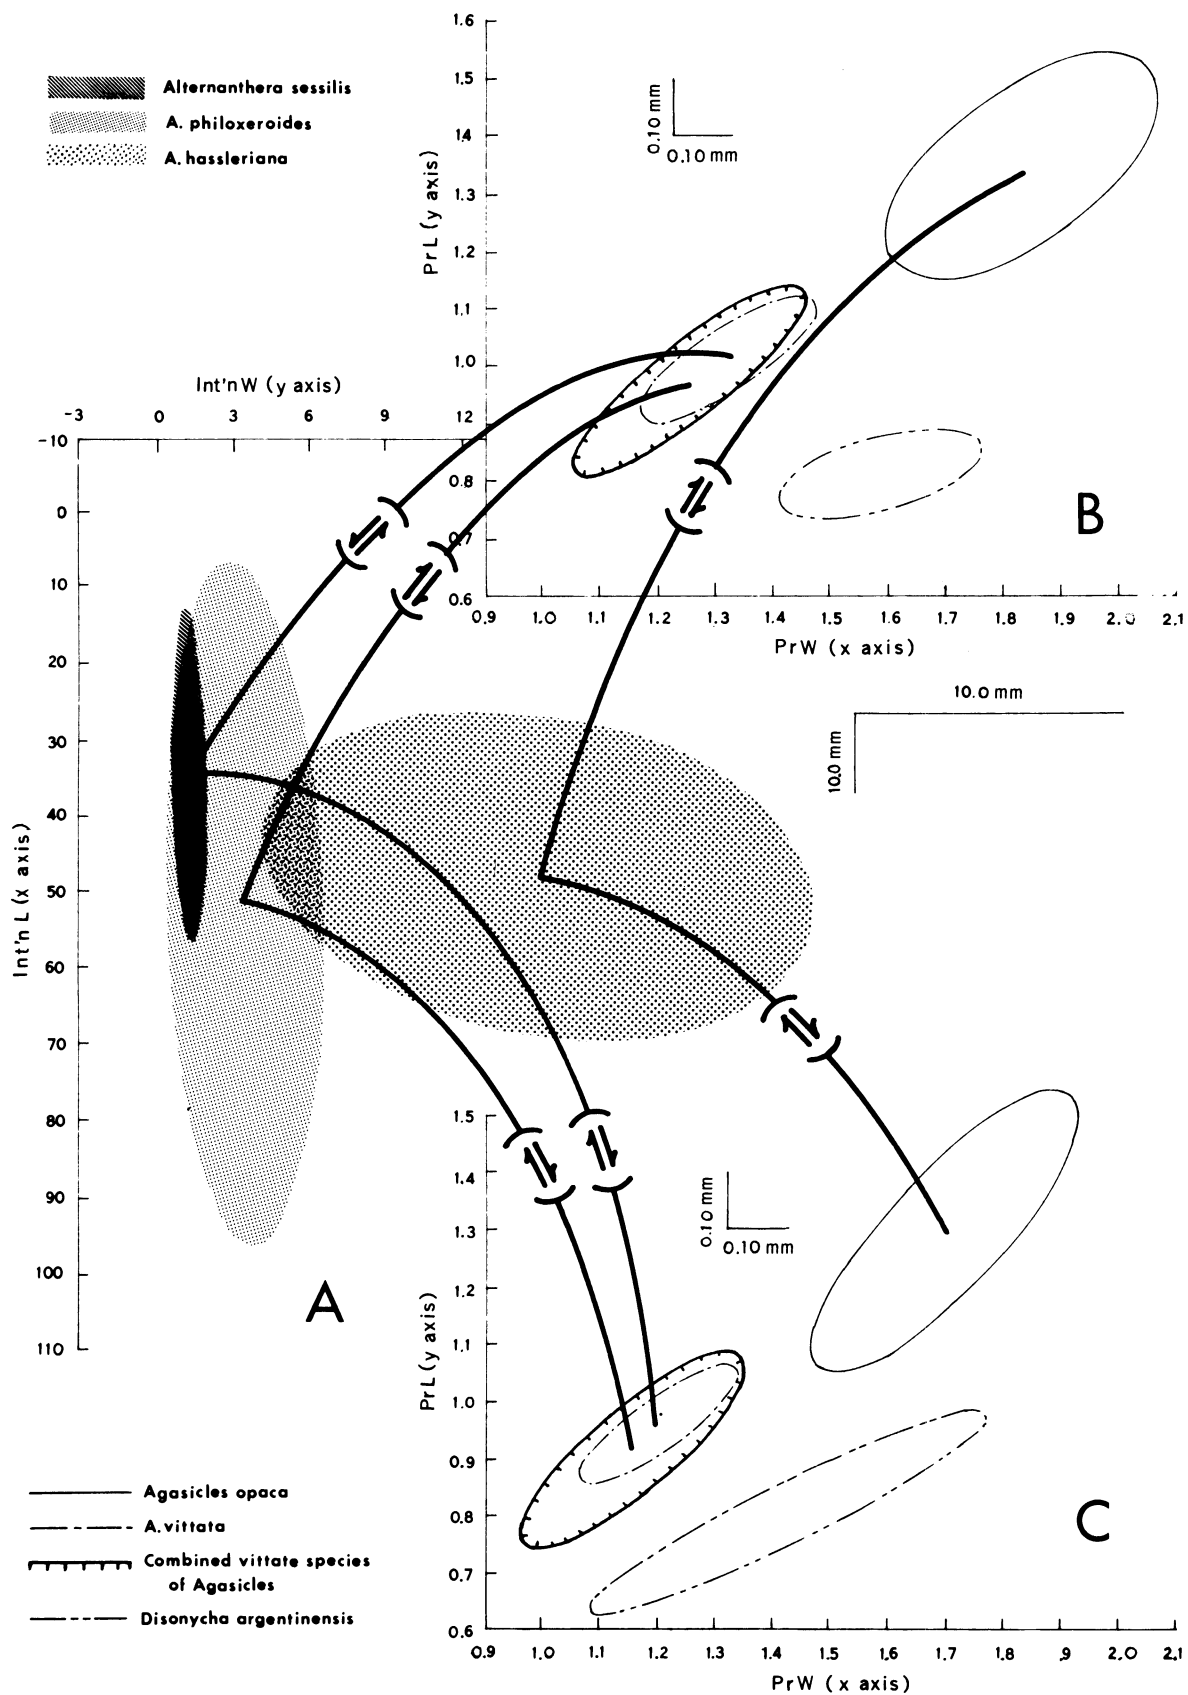 Alternanthera sessilis
A. philoxeroides
A. hassleriana
1.6
1.5
1.4
1.3
1.2
1.1
1.0
0.8
0.7
0.6
PrL (y axis)
0.10 mm
0.10 mm
B
0.9 1.0 1.1 1.2 1.3 1.4 1.5 1.6 1.7 1.8 1.9 2.0 2.1
PrW (x axis)
Int'n W (y axis)
-3 0 3 6 9 12
-10
0
10
20
30
40
50
60
70
80
90
100
110
Int'n L (x axis)
A
10.0 mm
10.0 mm
1.5
1.4
1.3
1.2
1.1
1.0
0.9
0.8
0.7
0.6
PrL (y axis)
0.10 mm
0.10 mm
C
0.9 1.0 1.1 1.2 1.3 1.4 1.5 1.6 1.7 1.8 1.9 2.0 2.1
PrW (x axis)
Agasicles opaca
A. vittata
Combined vittate species
of Agasicles
Disonycha argentinensis